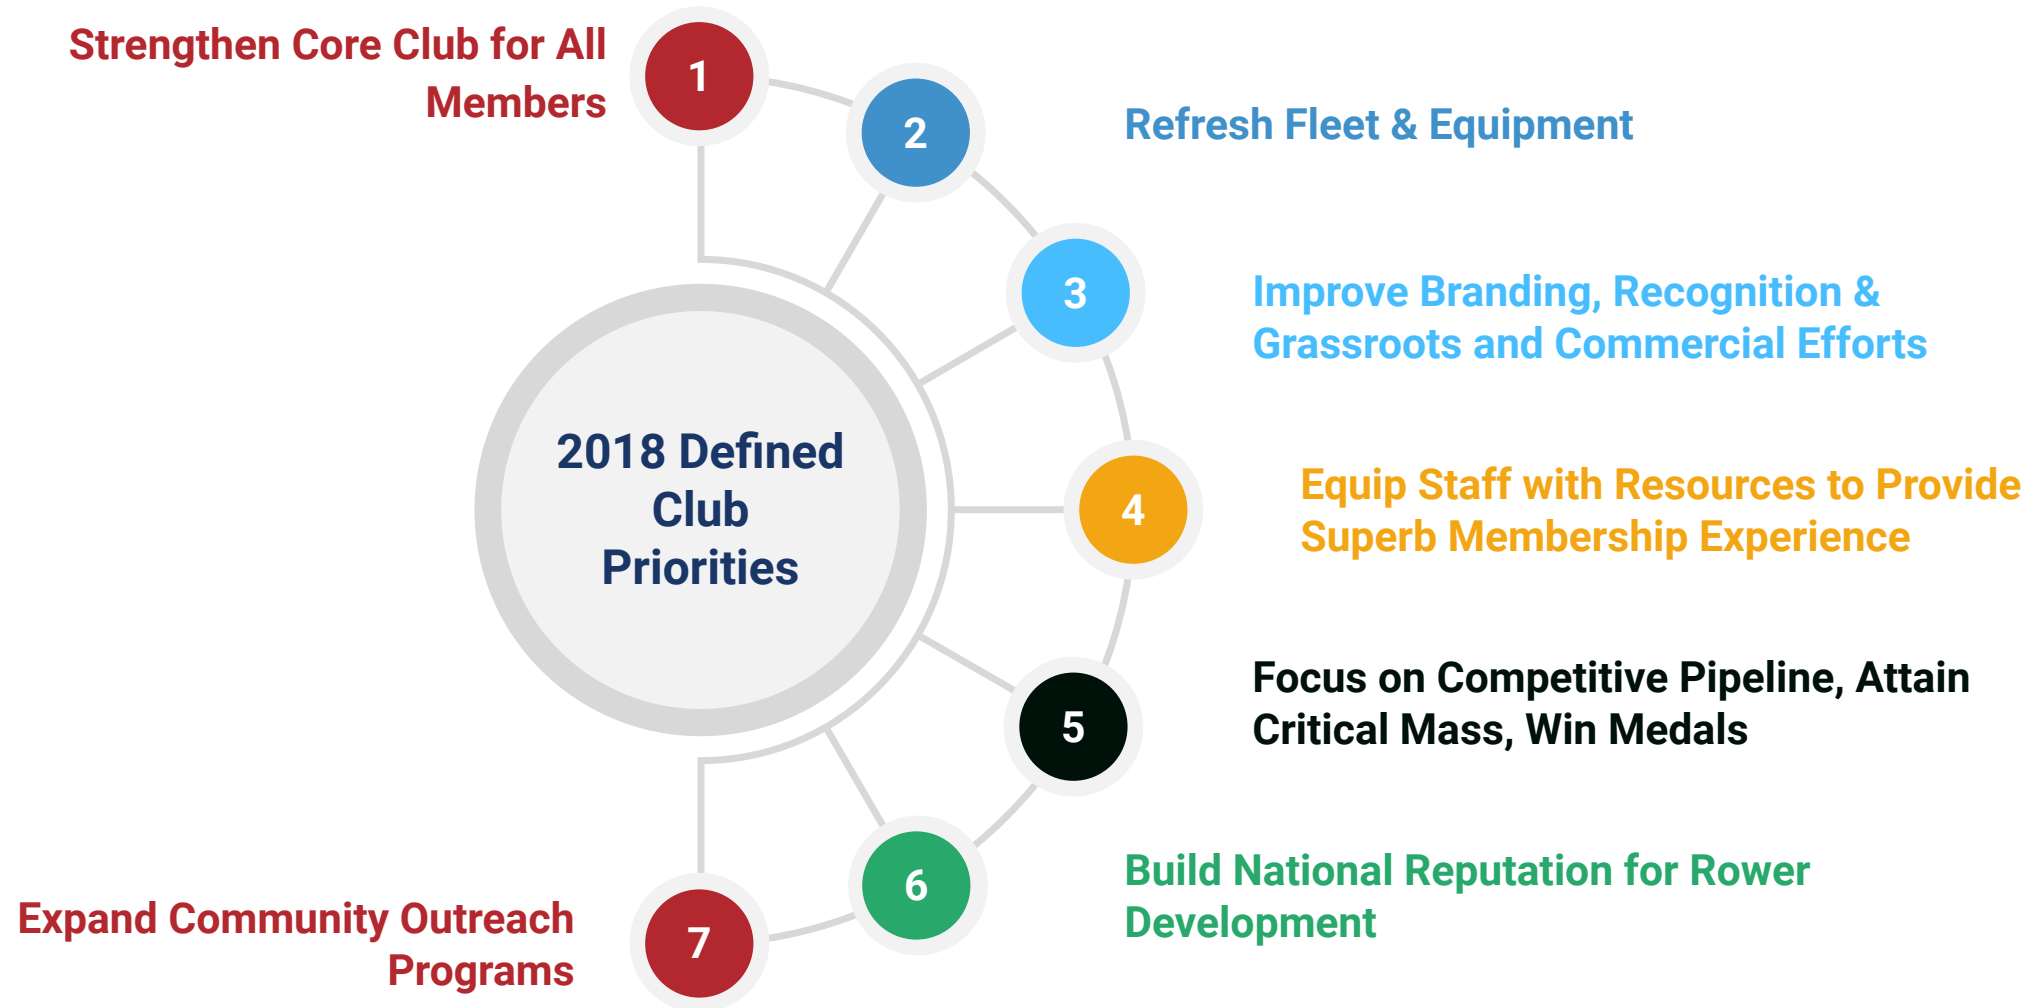 2018 Defined
Club
Priorities
1
Strengthen Core Club for All
Members
2
Refresh Fleet & Equipment
3
Improve Branding, Recognition &
Grassroots and Commercial Efforts
4
Equip Staff with Resources to Provide
Superb Membership Experience
5
Focus on Competitive Pipeline, Attain
Critical Mass, Win Medals
6
Build National Reputation for Rower
Development
7
Expand Community Outreach
Programs